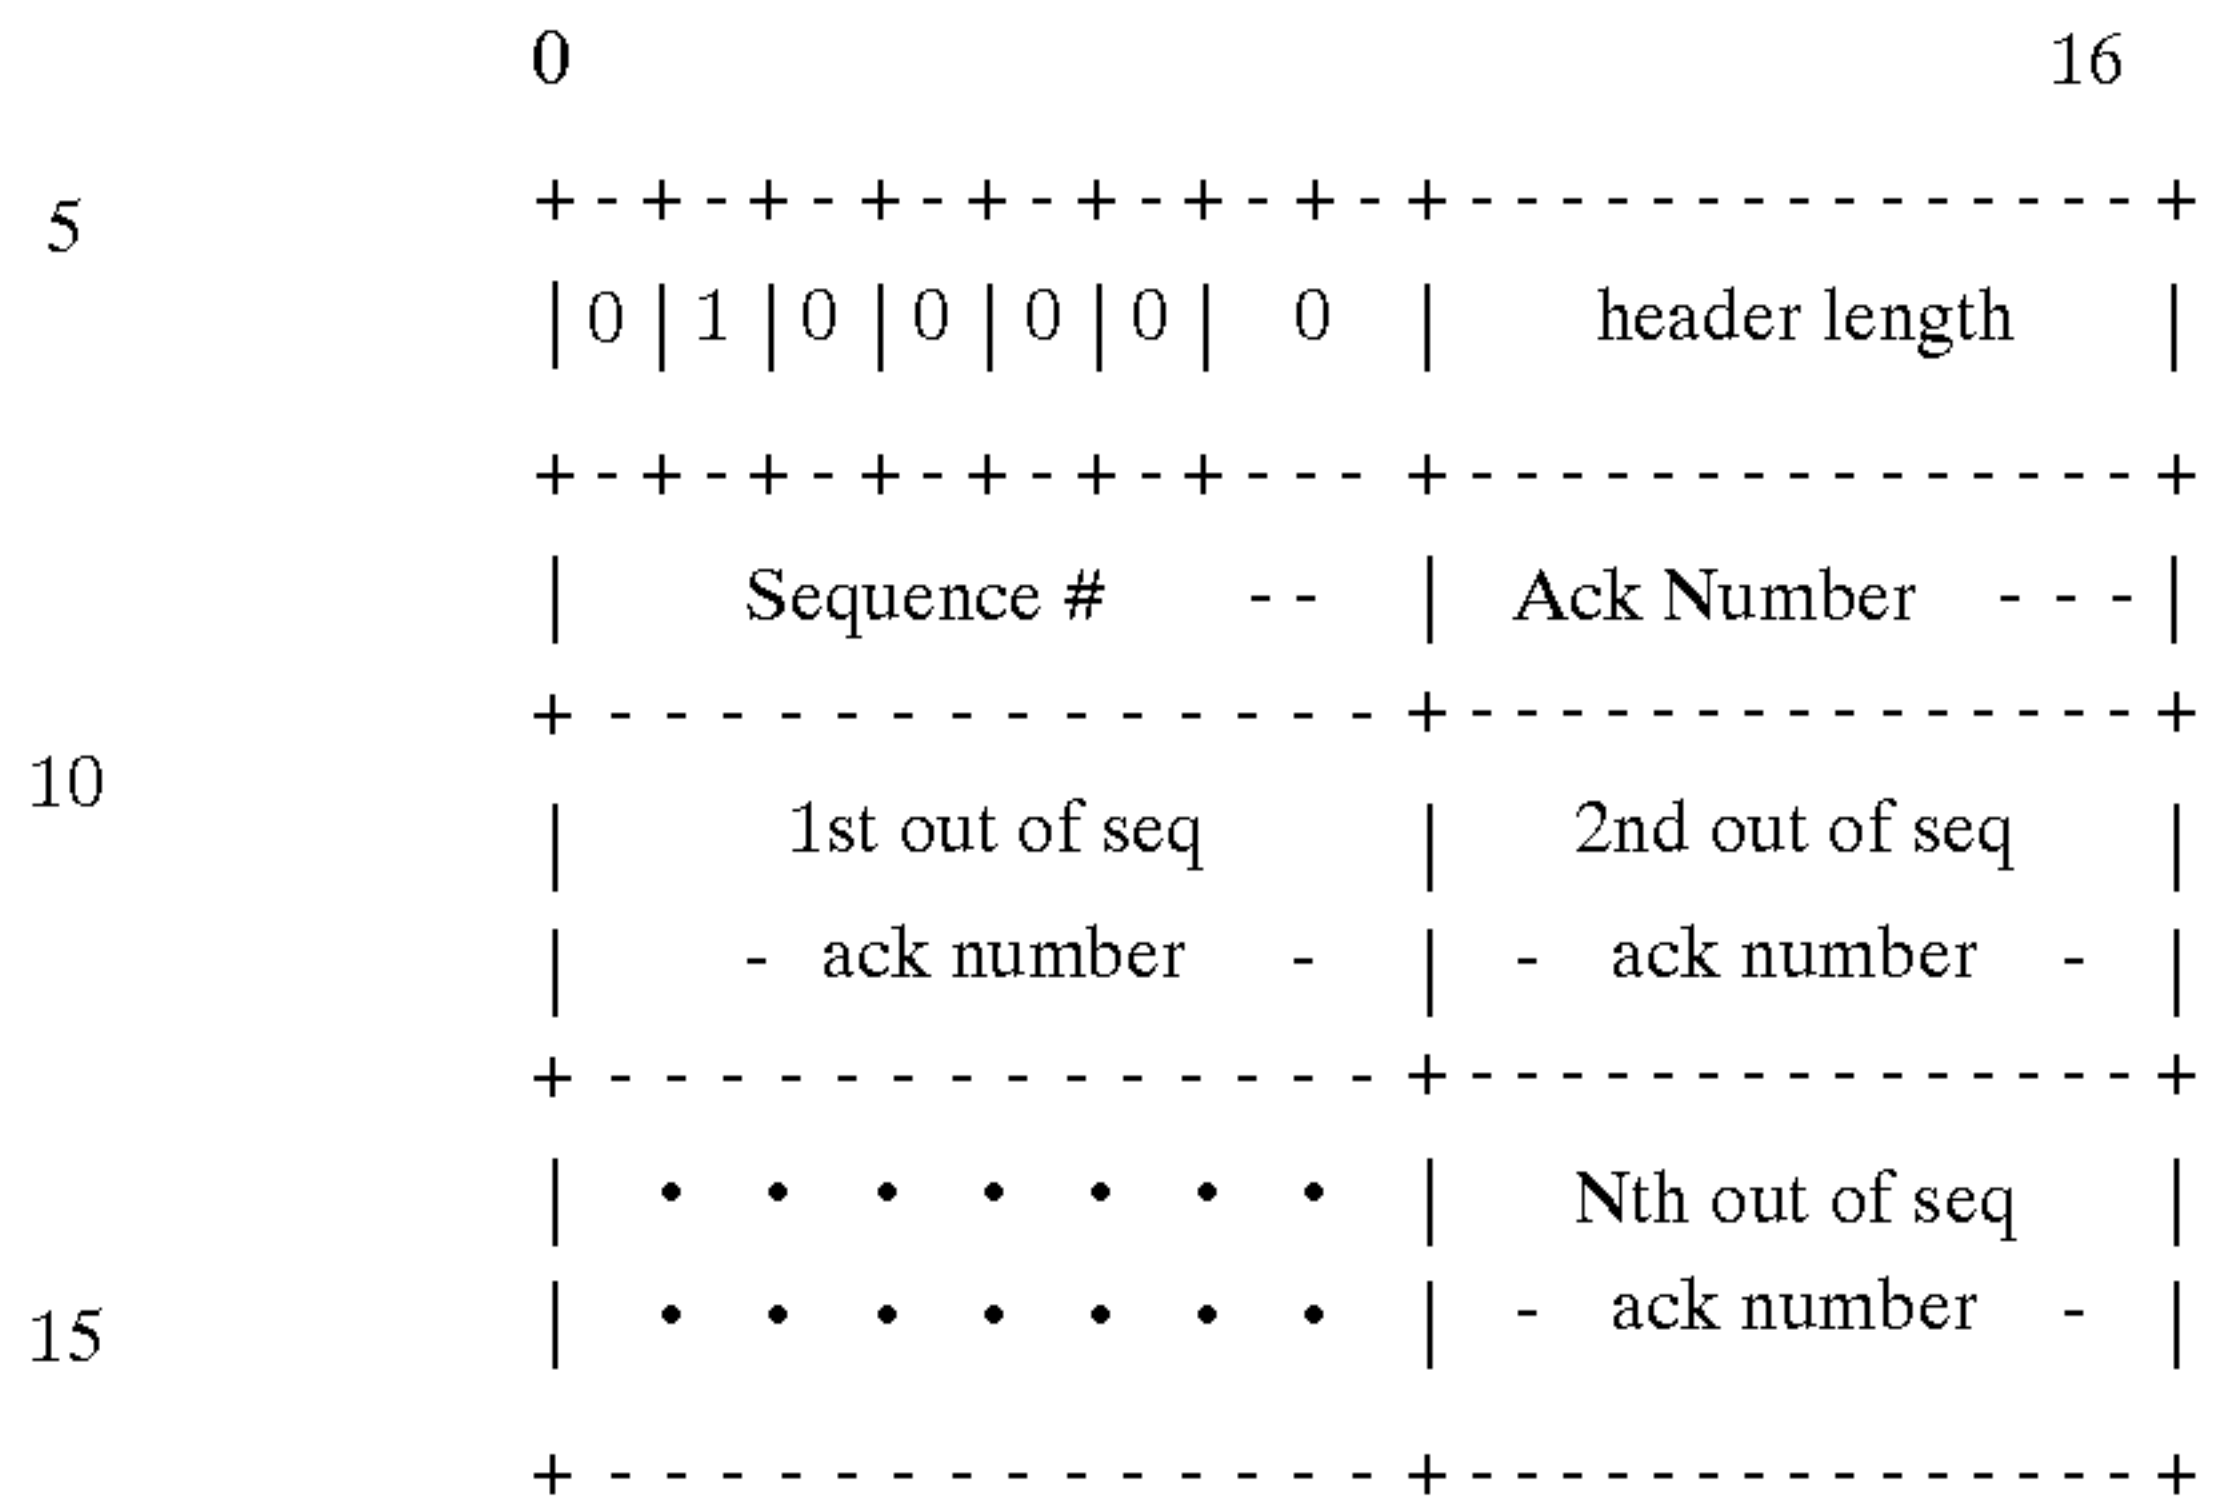 0 16
5 +-+-+-+-+-+-+-+-+---------------+
|0|1|0|0|0|0| 0 | header length |
+-+-+-+-+-+-+--- +---------------+
| Sequence # -- | Ack Number ---|
+ - - - - - - - - - - - - - - +---------------+
10
| 1st out of seq | 2nd out of seq |
| - ack number - | - ack number - |
+ - - - - - - - - - - - - - - +---------------+
| • • • • • • • | Nth out of seq |
15 | • • • • • • • | - ack number - |
+ - - - - - - - - - - - - - - +---------------+